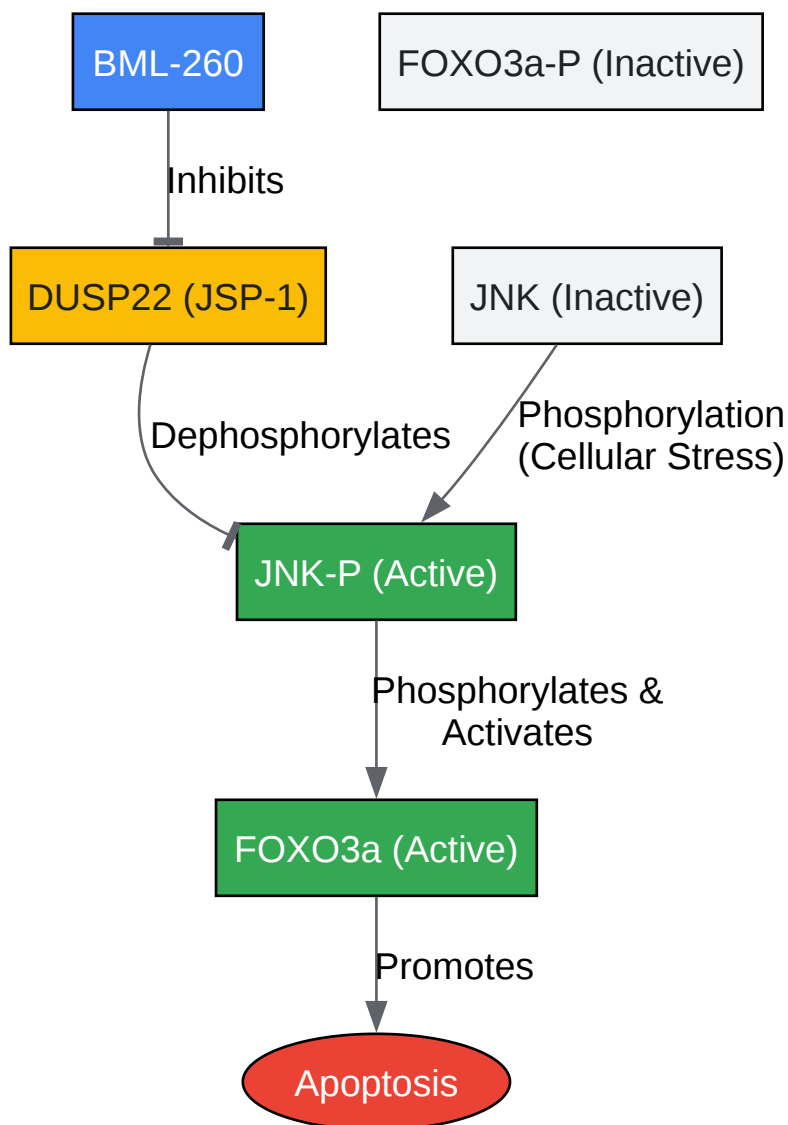 BML-260
FOXO3a-P (Inactive)
Inhibits
DUSP22 (JSP-1)
JNK (Inactive)
Dephosphorylates
Phosphorylation
(Cellular Stress)
JNK-P (Active)
Phosphorylates &
Activates
FOXO3a (Active)
Promotes
Apoptosis